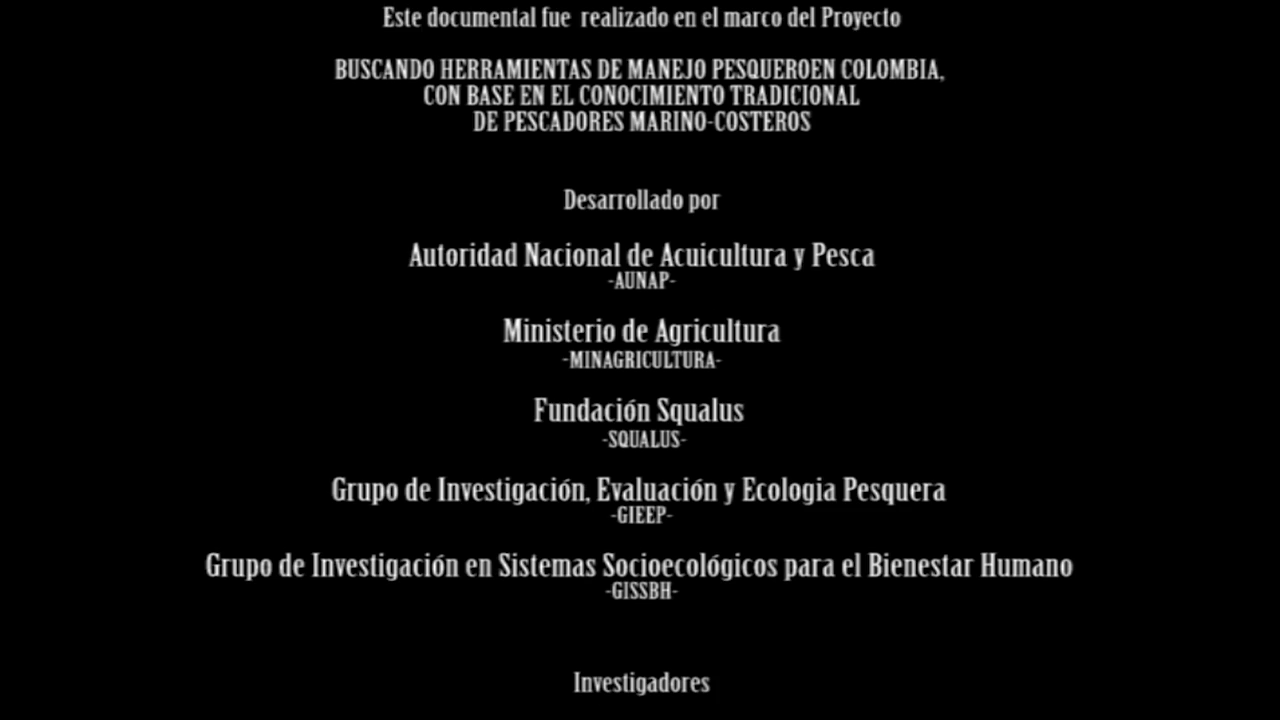 Este documental fue realizado en el marco del Proyecto
BUSCANDO HERRAMIENTAS DE MANEJO PESQUEROEN COLOMBIA,
CON BASE EN EL CONOCIMIENTO TRADICIONAL
DE PESCADORES MARINO-COSTEROS
Desarrollado por
Autoridad Nacional de Acuicultura y Pesca
-AUNAP-
Ministerio de Agricultura
-MINAGRICULTURA-
Fundación Squalus
-SQUALUS-
Grupo de Investigación, Evaluación y Ecologia Pesquera
-GIEEP-
Grupo de Investigación en Sistemas Socioecológicos para el Bienestar Humano
-GISSBH-
Investigadores